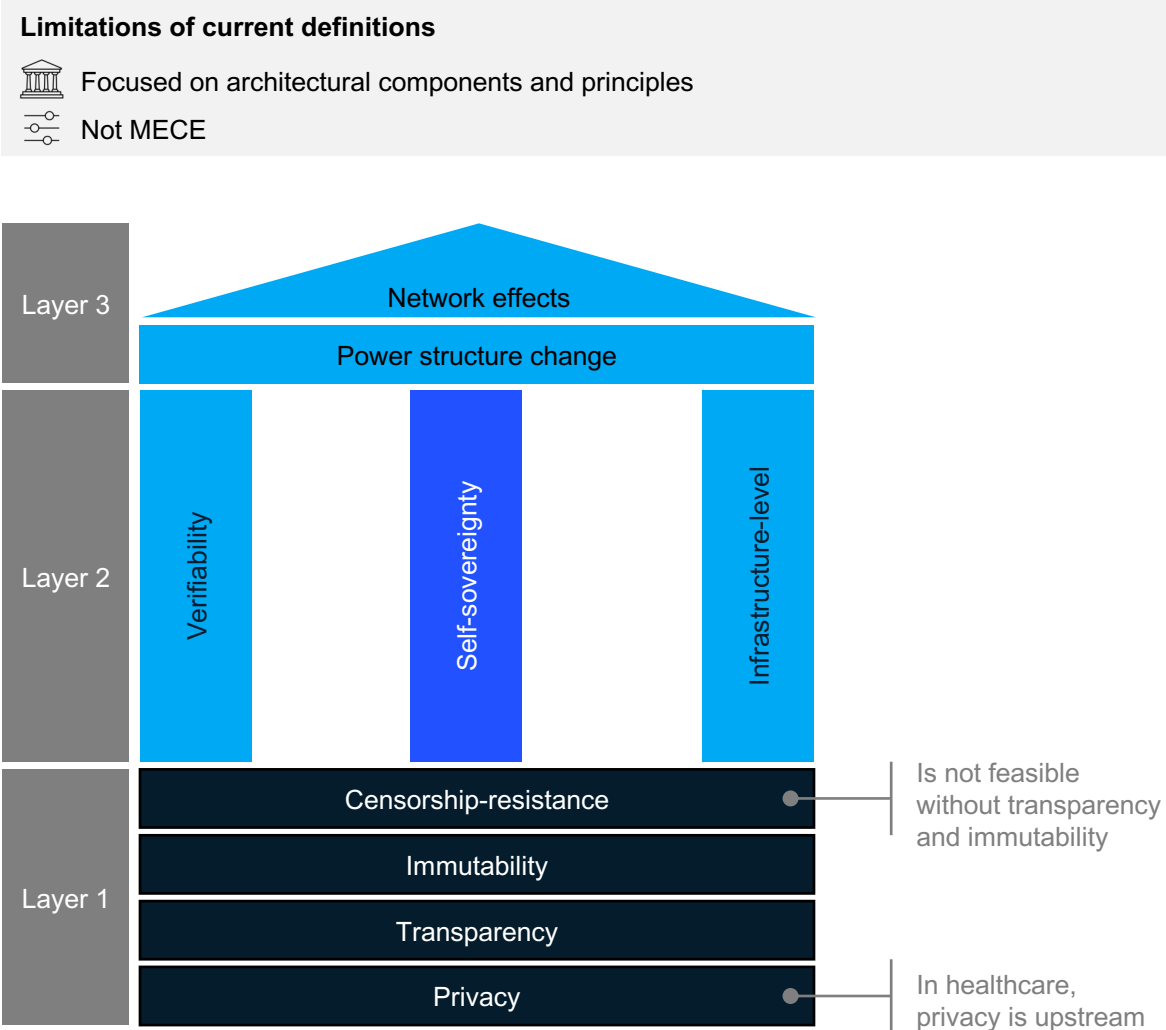 Limitations of current definitions
Focused on architectural components and principles
Not MECE
Layer 3
Network effects
Power structure change
Layer 2
Verifiability
Self-sovereignty
Infrastructure-level
Layer 1
Censorship-resistance
Is not feasible
without transparency
and immutability
Immutability
Transparency
Privacy
In healthcare,
privacy is upstream